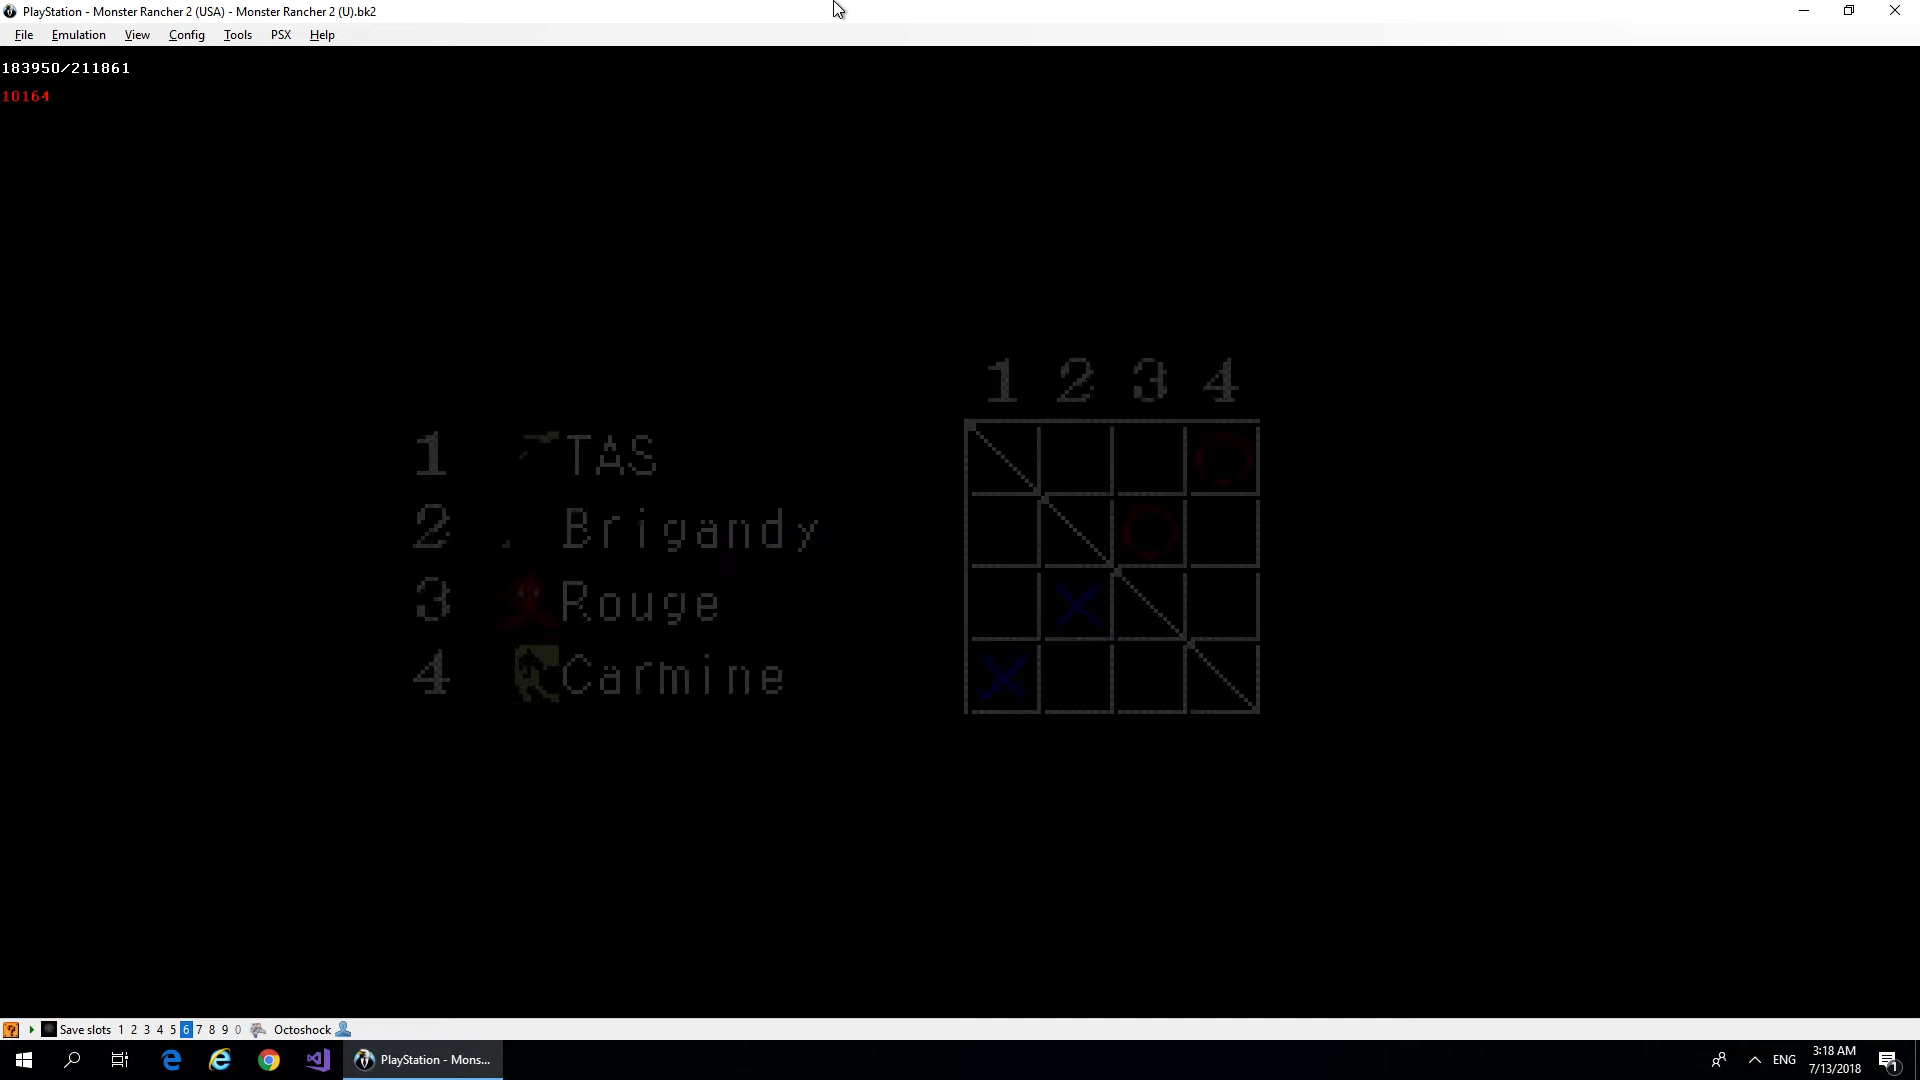 PlayStation - Monster Rancher 2 (USA) - Monster Rancher 2 (U).bk2
File Emulation View Config Tools PSX Help
183950/211861
10164
1 2 3 4
1 TAS
2 Brigandy
3 Rouge
4 Carmine
Save slots 1 2 3 4 5 6 7 8 9 0 Octoshock
PlayStation - Mons...
ENG
3:18 AM
7/13/2018
1